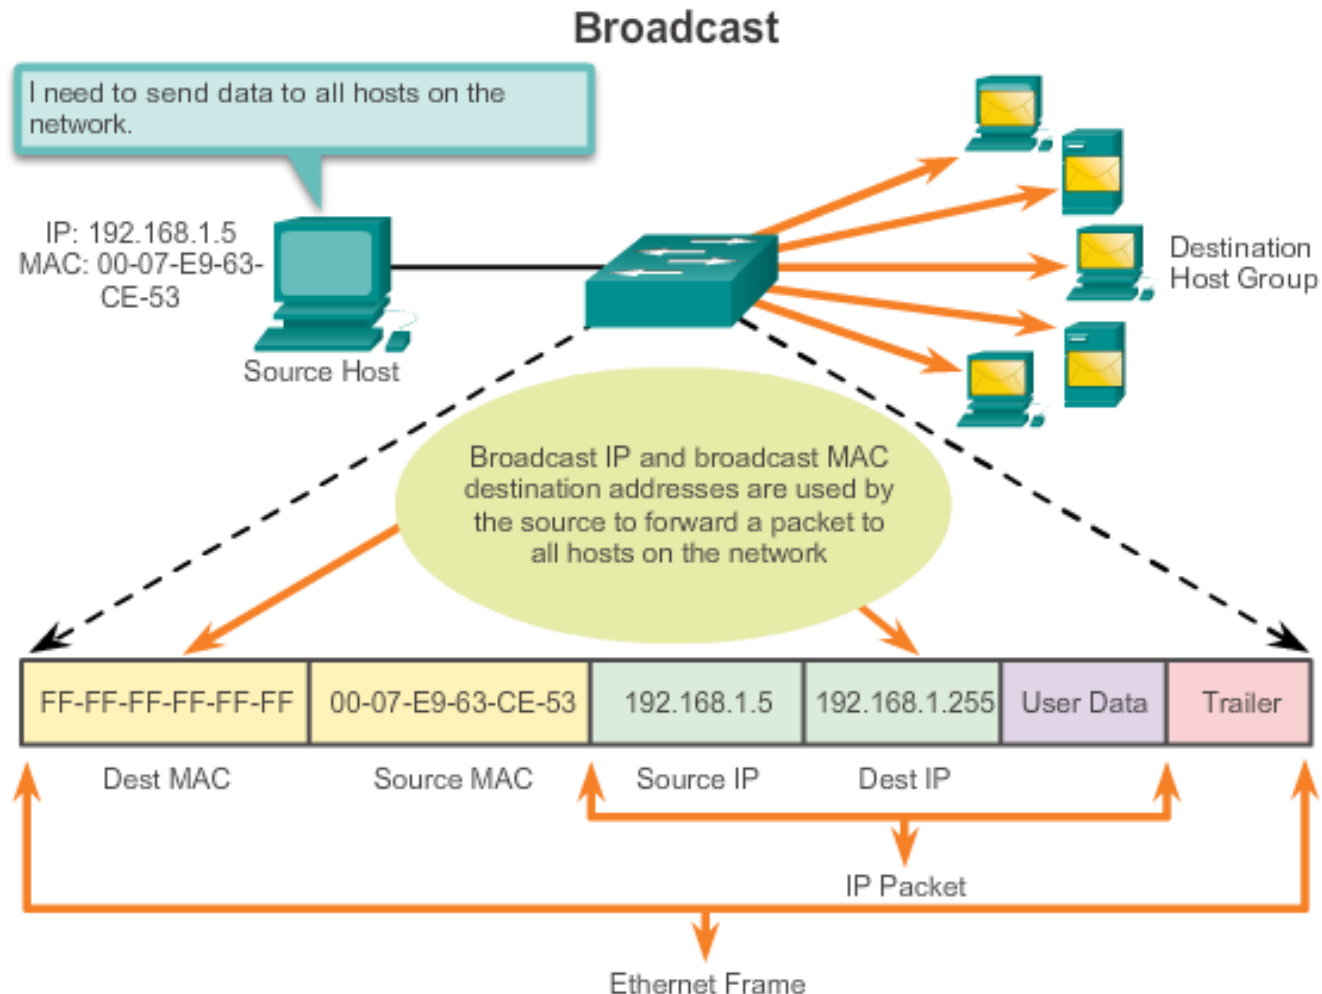 Broadcast
I need to send data to all hosts on the
network.
IP: 192.168.1.5
MAC: 00-07-E9-63-
CE-53
Source Host
Destination
Host Group
Broadcast IP and broadcast MAC
destination addresses are used by
the source to forward a packet to
all hosts on the network
FF-FF-FF-FF-FF-FF 00-07-E9-63-CE-53 192.168.1.5 192.168.1.255 User Data Trailer
Dest MAC Source MAC Source IP Dest IP
IP Packet
Ethernet Frame